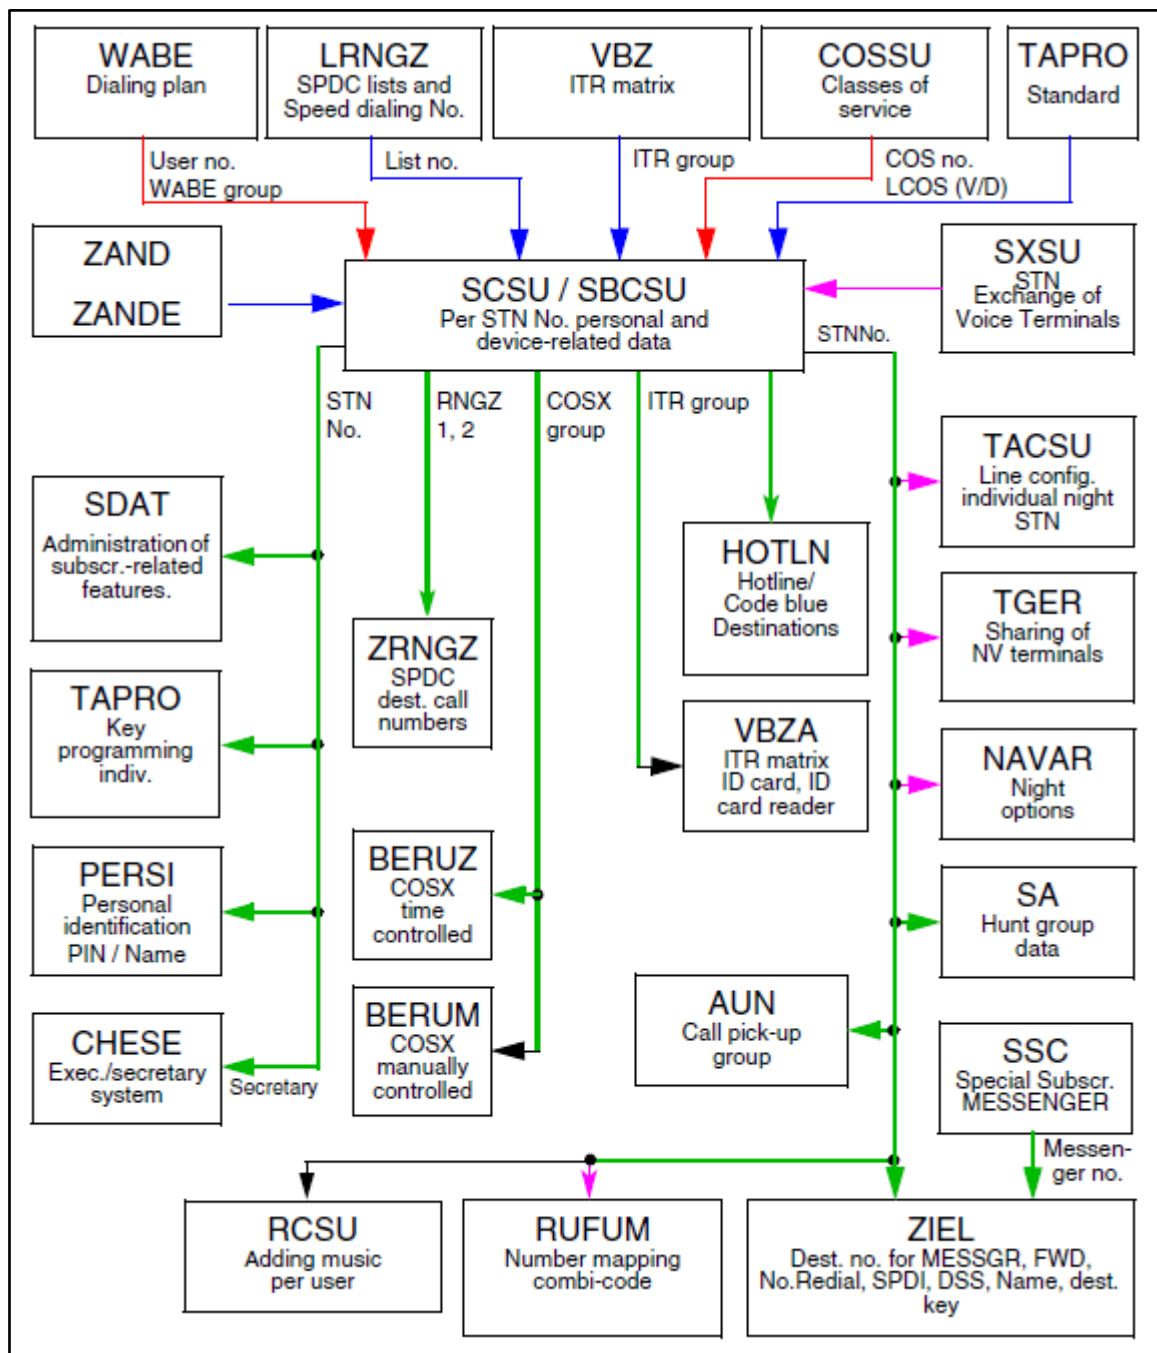 WABE
Dialing plan
LRNGZ
SPDC lists and
Speed dialing No.
VBZ
ITR matrix
COSSU
Classes of
service
TAPRO
Standard
User no.
WABE group
List no.
ITR group
COS no.
LCOS (V/D)
ZAND
ZANDE
SCSU / SBCSU
Per STN No. personal and
device-related data
SXSU
STN
Exchange of
Voice Terminals
STNNo.
STN
No.
RNGZ
1, 2
COSX
group
ITR group
SDAT
Administration of
subscr.-related
features.
TAPRO
Key
programming
indiv.
PERSI
Personal
identification
PIN / Name
CHESE
Exec./secretary
system
Secretary
ZRNGZ
SPDC
dest. call
numbers
BERUZ
COSX
time
controlled
BERUM
COSX
manually
controlled
HOTLN
Hotline/
Code blue
Destinations
VBZA
ITR matrix
ID card, ID
card reader
AUN
Call pick-up
group
TACSU
Line config.
individual night
STN
TGER
Sharing of
NV terminals
NAVAR
Night
options
SA
Hunt group
data
SSC
Special Subscr.
MESSENGER
Messen-
ger no.
RCSU
Adding music
per user
RUFUM
Number mapping
combi-code
ZIEL
Dest. no. for MESSGR, FWD,
No.Redial, SPDI, DSS, Name, dest.
key